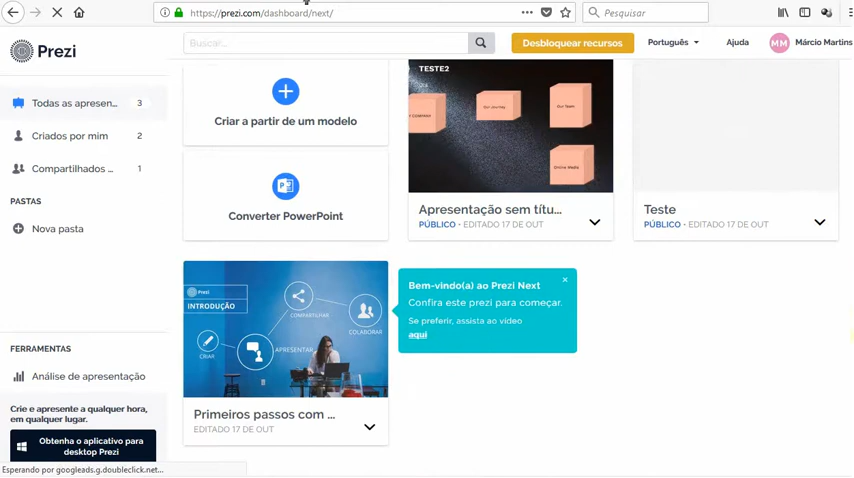 https://prezi.com/dashboard/next/
Pesquisar
Prezi
Buscar...
Desbloquear recursos
Português
Ajuda
MM
Márcio Martins
Todas as apresen... 3
Criados por mim 2
Compartilhados ... 1
PASTAS
Nova pasta
FERRAMENTAS
Análise de apresentação
Crie e apresente a qualquer hora,
em qualquer lugar.
Obtenha o aplicativo para
desktop Prezi
Esperando por googleads.g.doubleclick.net...
Criar a partir de um modelo
Converter PowerPoint
TESTE2
Our Journey
Our Team
Online Media
Apresentação sem títu...
PÚBLICO - EDITADO 17 DE OUT
Teste
PÚBLICO - EDITADO 17 DE OUT
Prezi
INTRODUÇÃO
COMPARTILHAR
COLABORAR
CRIAR
APRESENTAR
Primeiros passos com ...
EDITADO 17 DE OUT
Bem-vindo(a) ao Prezi Next
Confira este prezi para começar.
Se preferir, assista ao vídeo
aqui